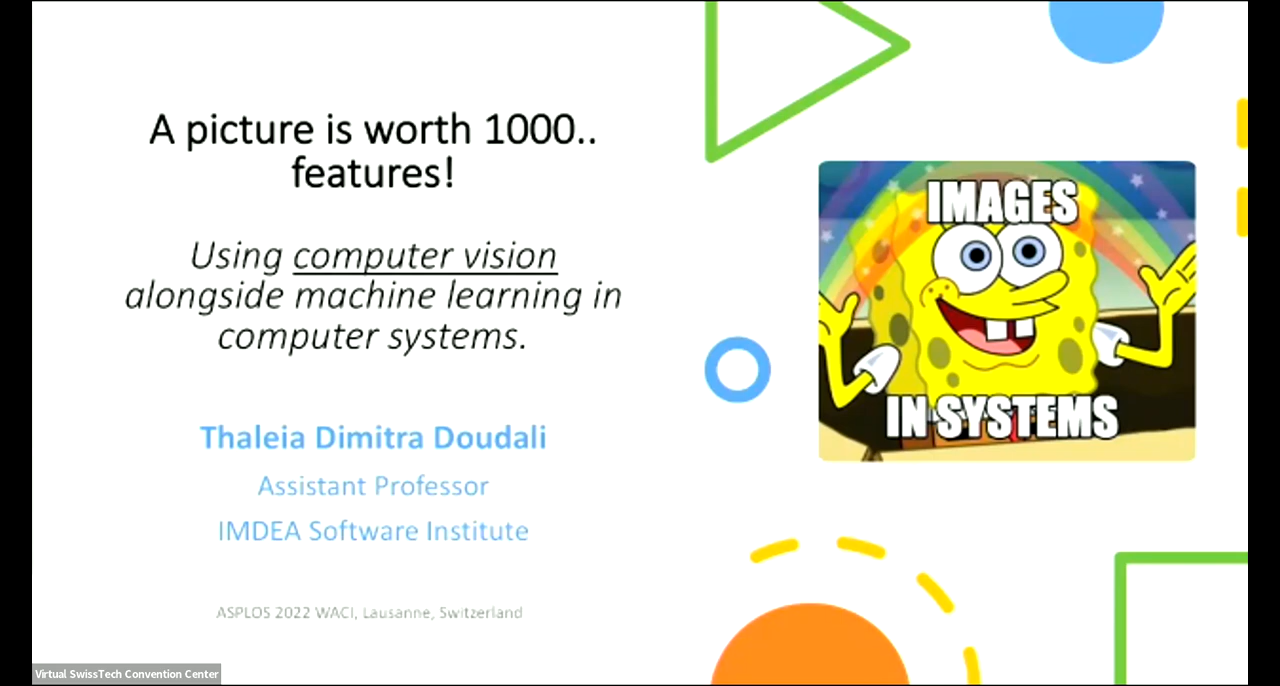 A picture is worth 1000..
features!
Using computer vision
alongside machine learning in
computer systems.
Thaleia Dimitra Doudali
Assistant Professor
IMDEA Software Institute
ASPLOS 2022 WACI, Lausanne, Switzerland
IMAGES
IN SYSTEMS
Virtual SwissTech Convention Center